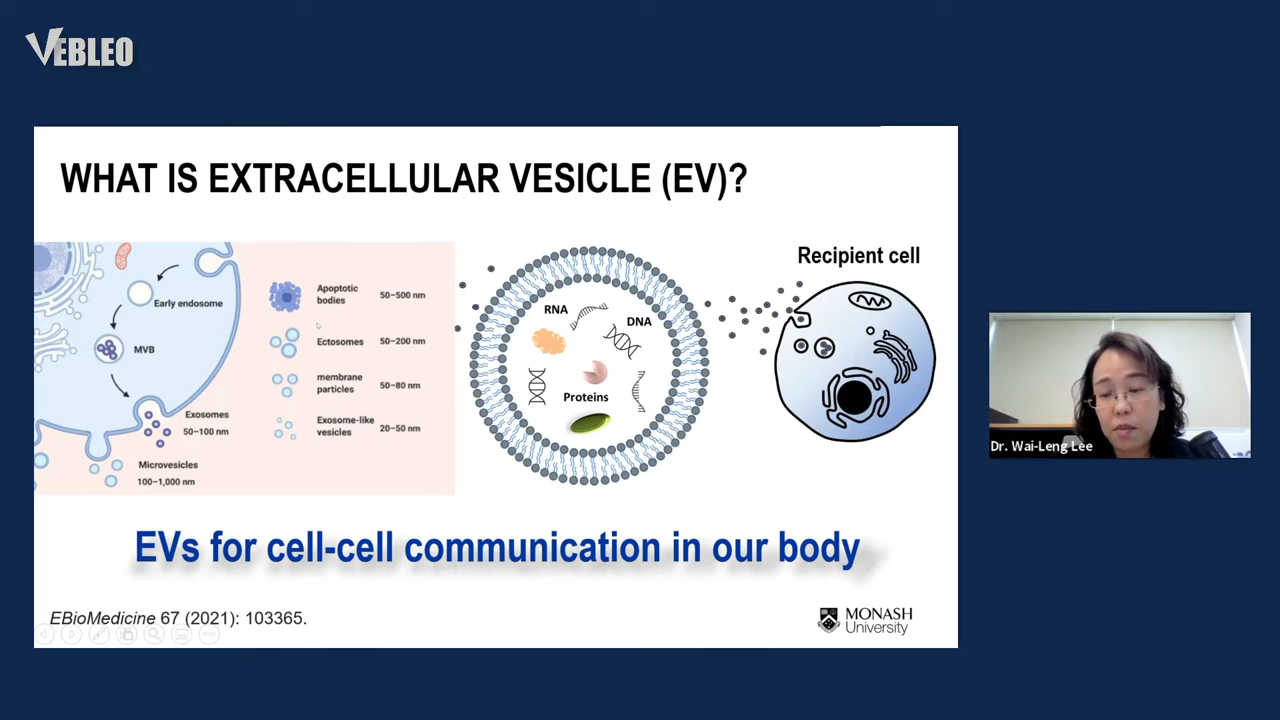 VEBLEO
WHAT IS EXTRACELLULAR VESICLE (EV)?
Early endosome
MVB
Exosomes
50–100 nm
Microvesicles
100–1,000 nm
Apoptotic
bodies
50–500 nm
Ectosomes
50–200 nm
membrane
particles
50–80 nm
Exosome-like
vesicles
20–50 nm
RNA
DNA
Proteins
Recipient cell
EVs for cell-cell communication in our body
EBioMedicine 67 (2021): 103365.
MONASH
University
Dr. Wai-Leng Lee